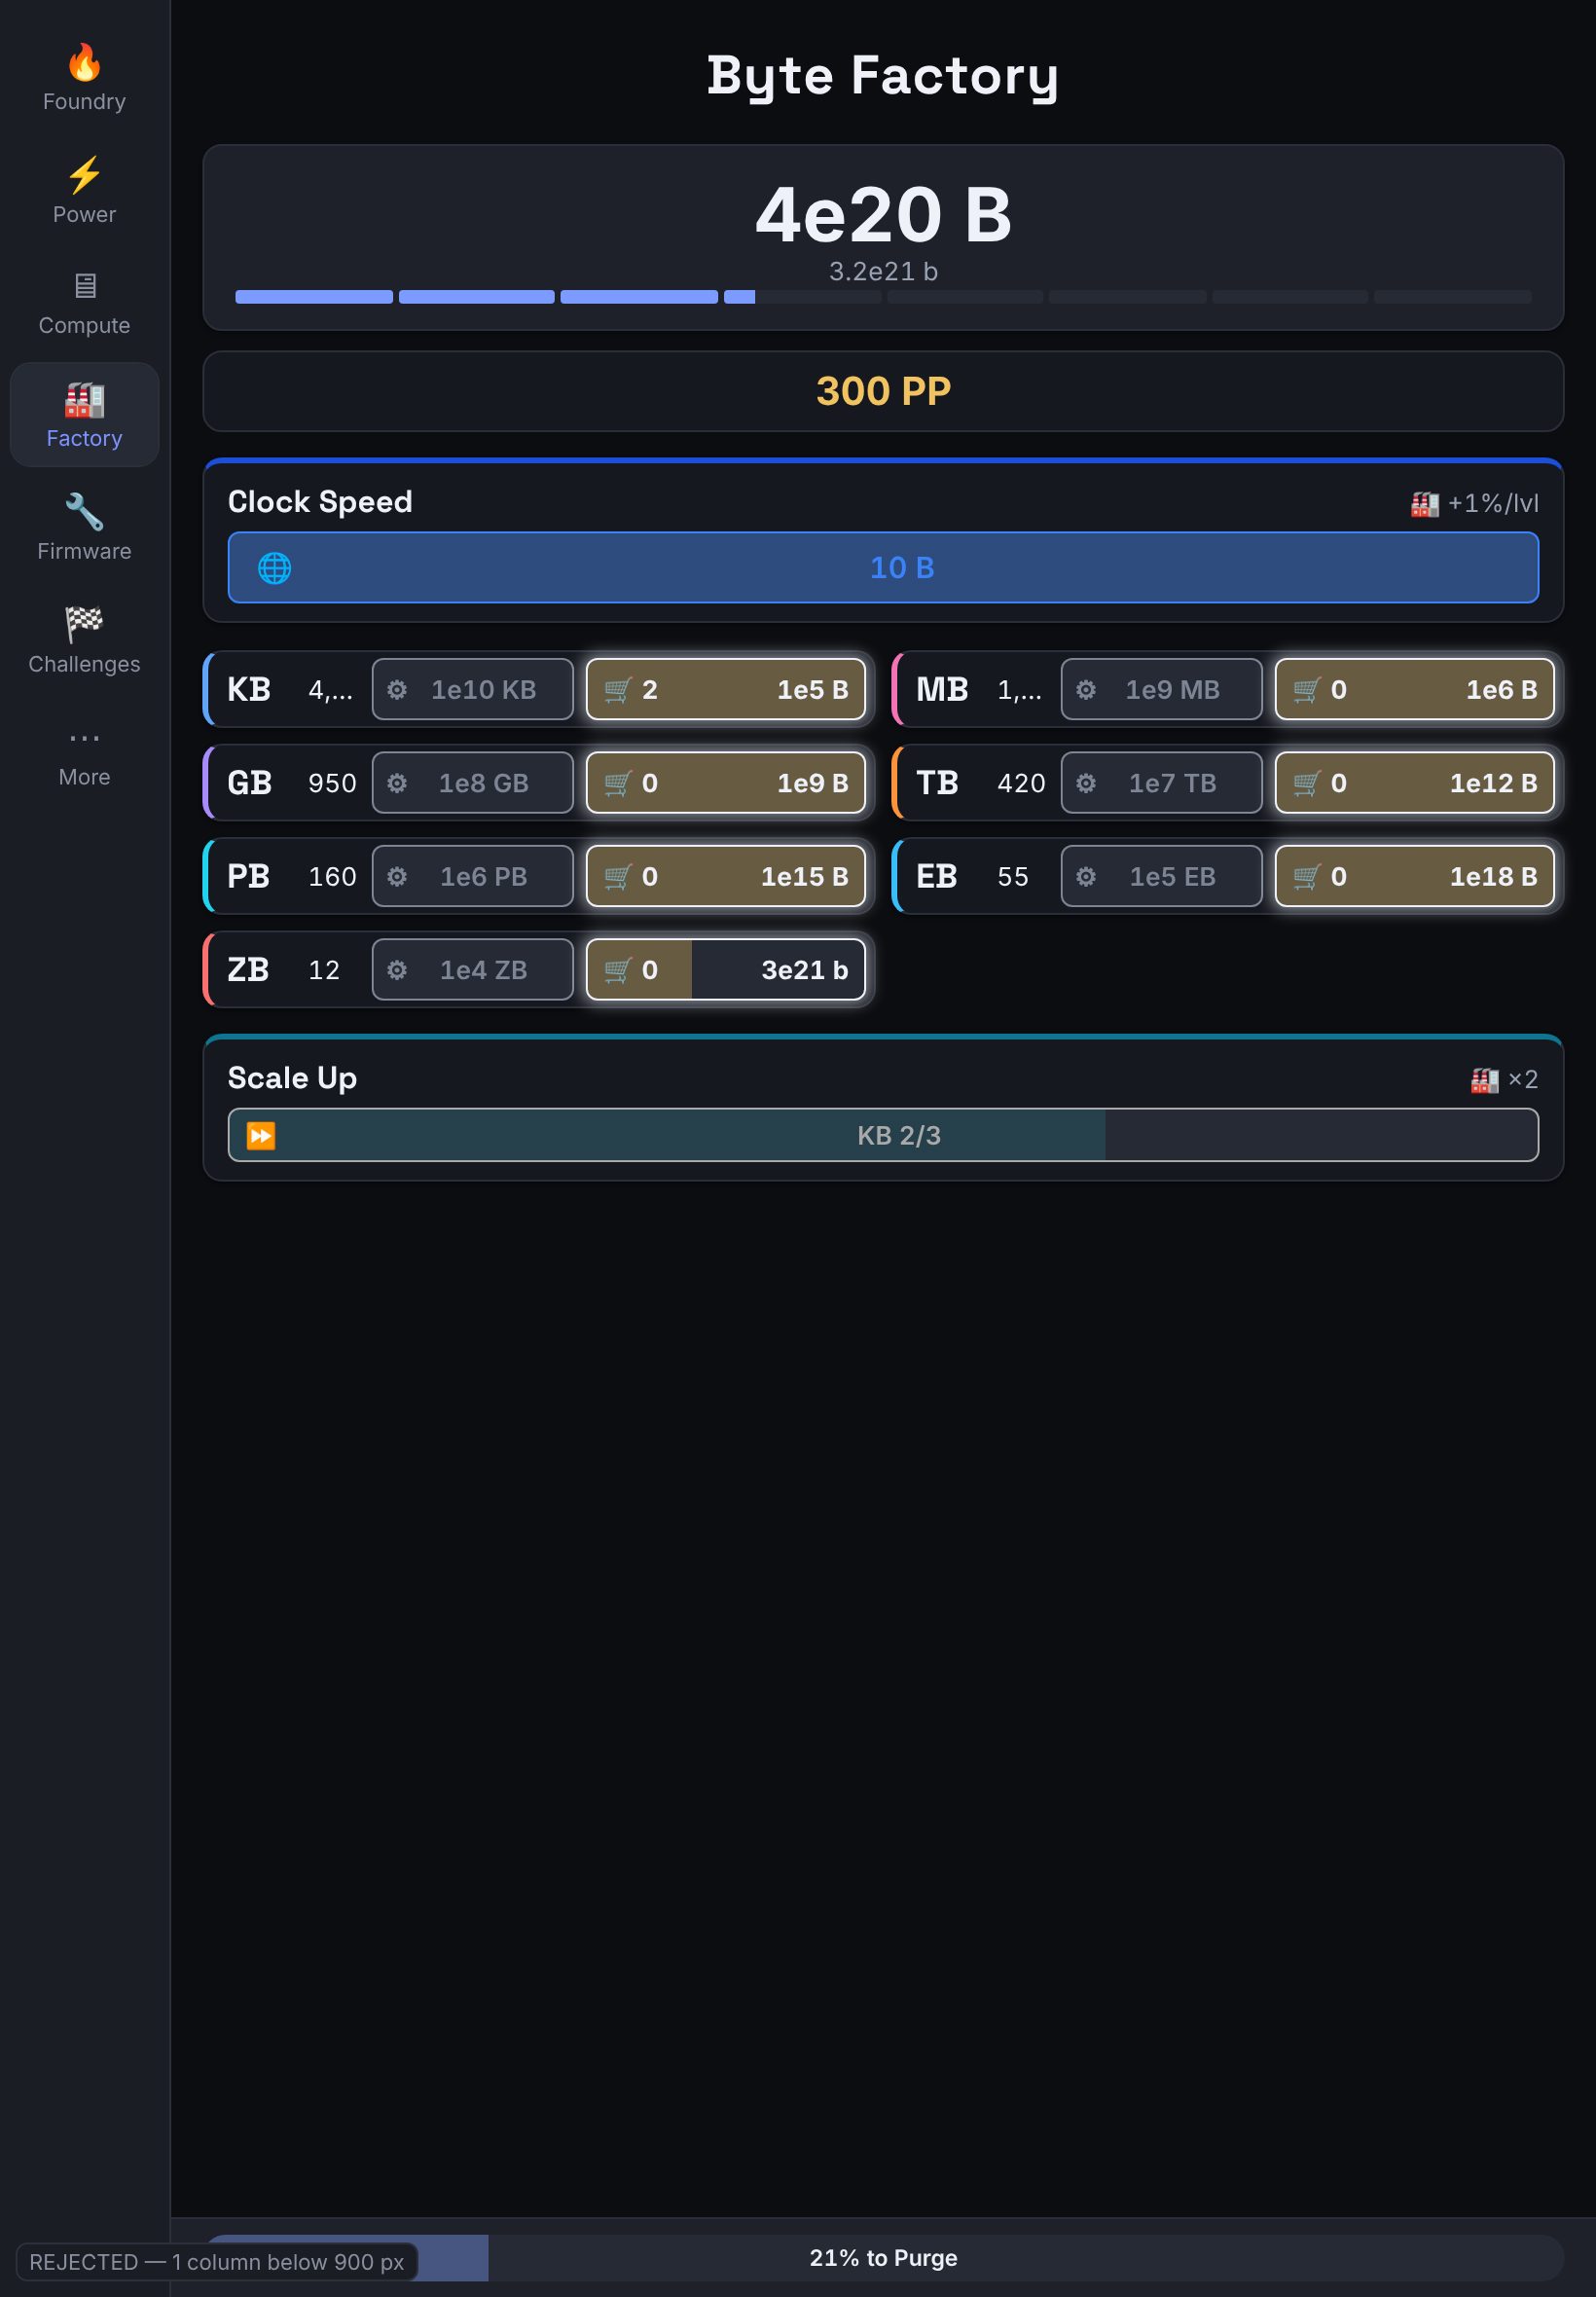 Foundry
Power
Compute
Factory
Firmware
Challenges
More
Byte Factory
4e20 B
3.2e21 b
300 PP
Clock Speed +1%/lvl
10 B
KB 4,... 1e10 KB 2 1e5 B
MB 1,... 1e9 MB 0 1e6 B
GB 950 1e8 GB 0 1e9 B
TB 420 1e7 TB 0 1e12 B
PB 160 1e6 PB 0 1e15 B
EB 55 1e5 EB 0 1e18 B
ZB 12 1e4 ZB 0 3e21 b
Scale Up ×2
KB 2/3
21% to Purge
REJECTED — 1 column below 900 px